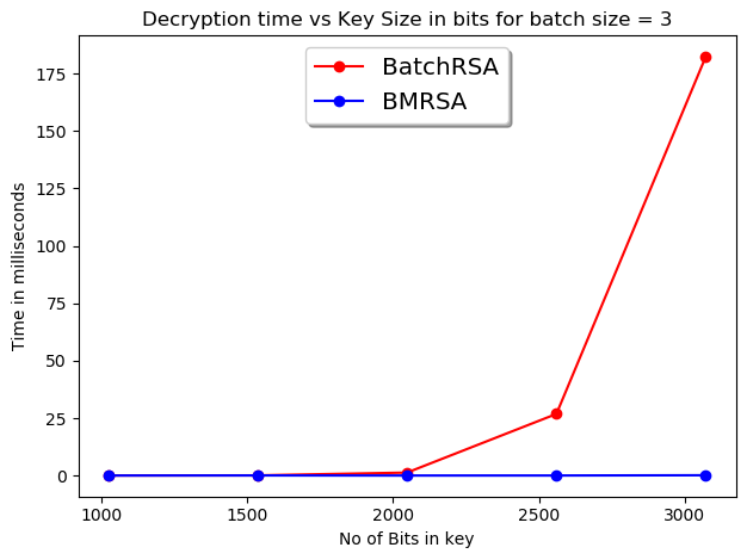 Decryption time vs Key Size in bits for batch size = 3
BatchRSA
BMRSA
Time in milliseconds
175
150
125
100
75
50
25
0
1000 1500 2000 2500 3000
No of Bits in key